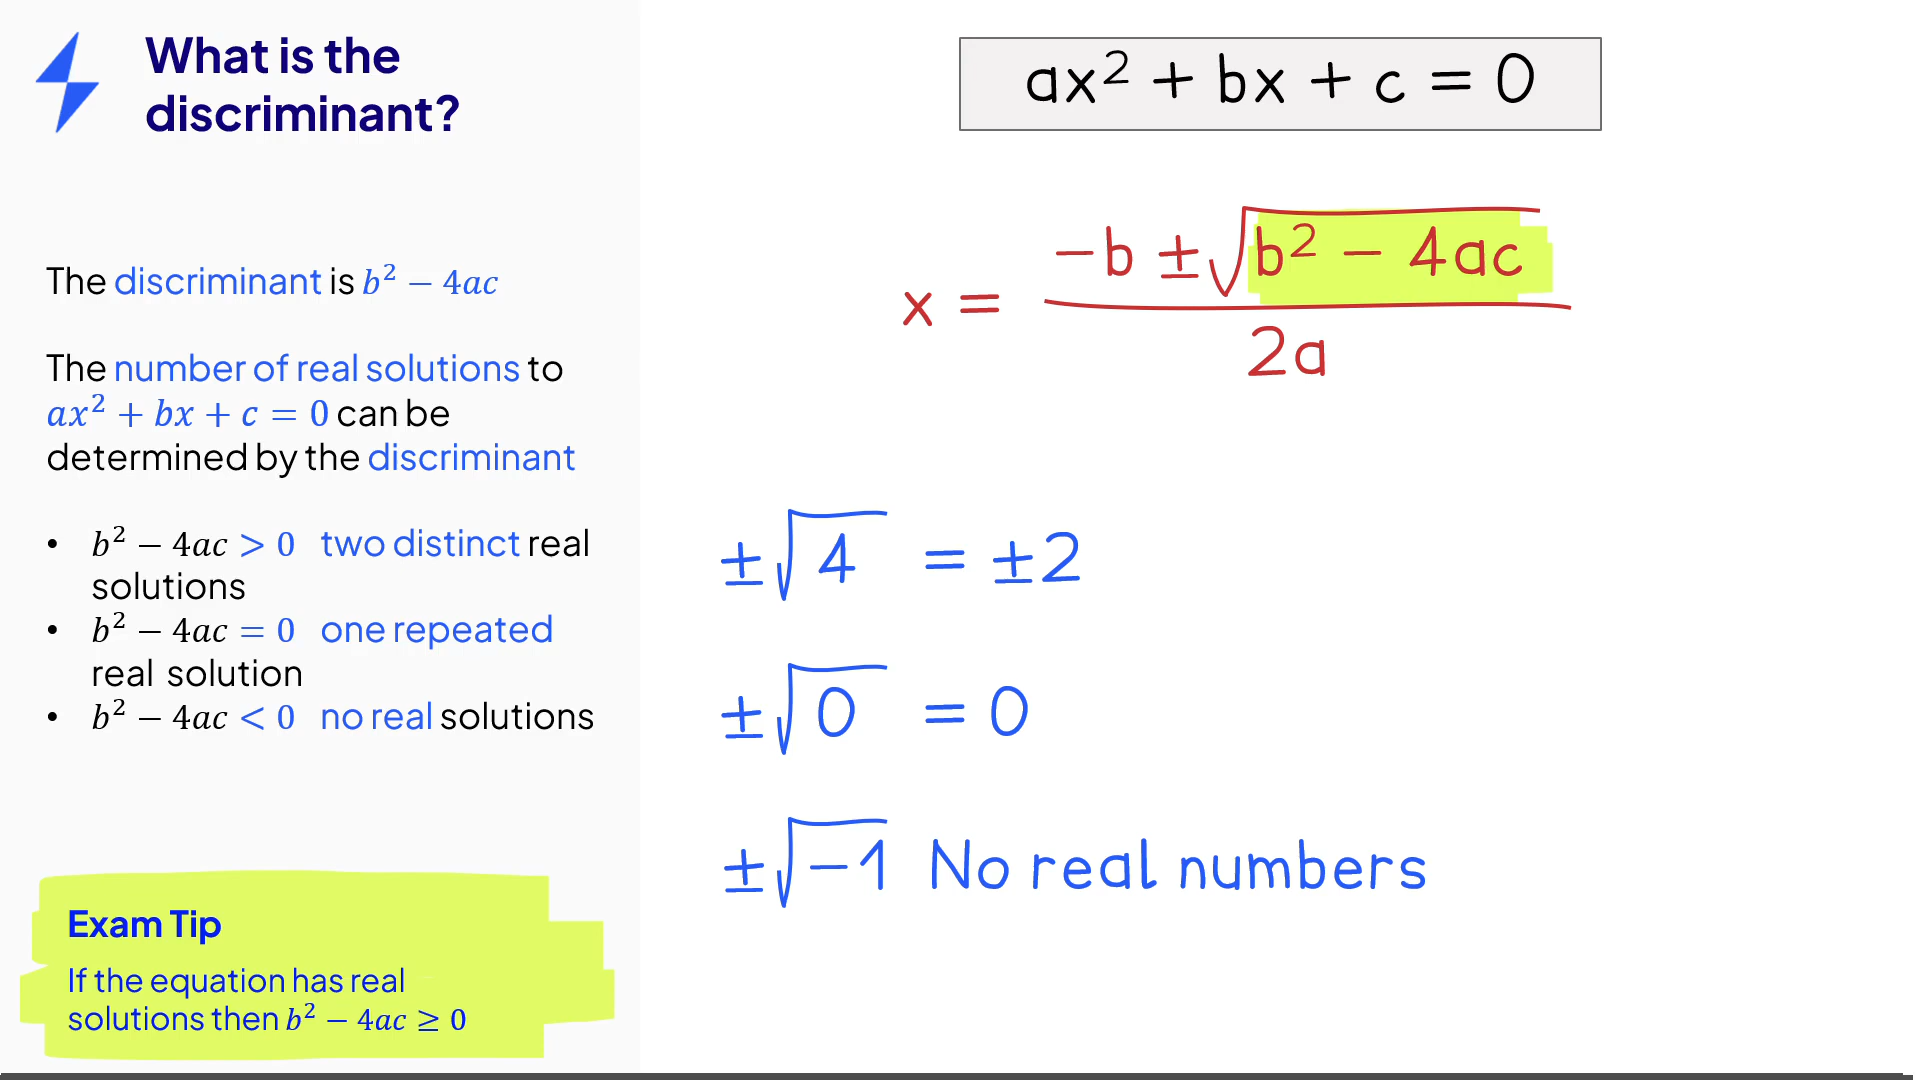 What is the
discriminant?
The discriminant is b² − 4ac
The number of real solutions to
ax² + bx + c = 0 can be
determined by the discriminant
• b² − 4ac > 0 two distinct real
solutions
• b² − 4ac = 0 one repeated
real solution
• b² − 4ac < 0 no real solutions
Exam Tip
If the equation has real
solutions then b² − 4ac ≥ 0
ax² + bx + c = 0
x = (−b ± √(b² − 4ac)) / 2a
±√4 = ±2
±√0 = 0
±√−1 No real numbers